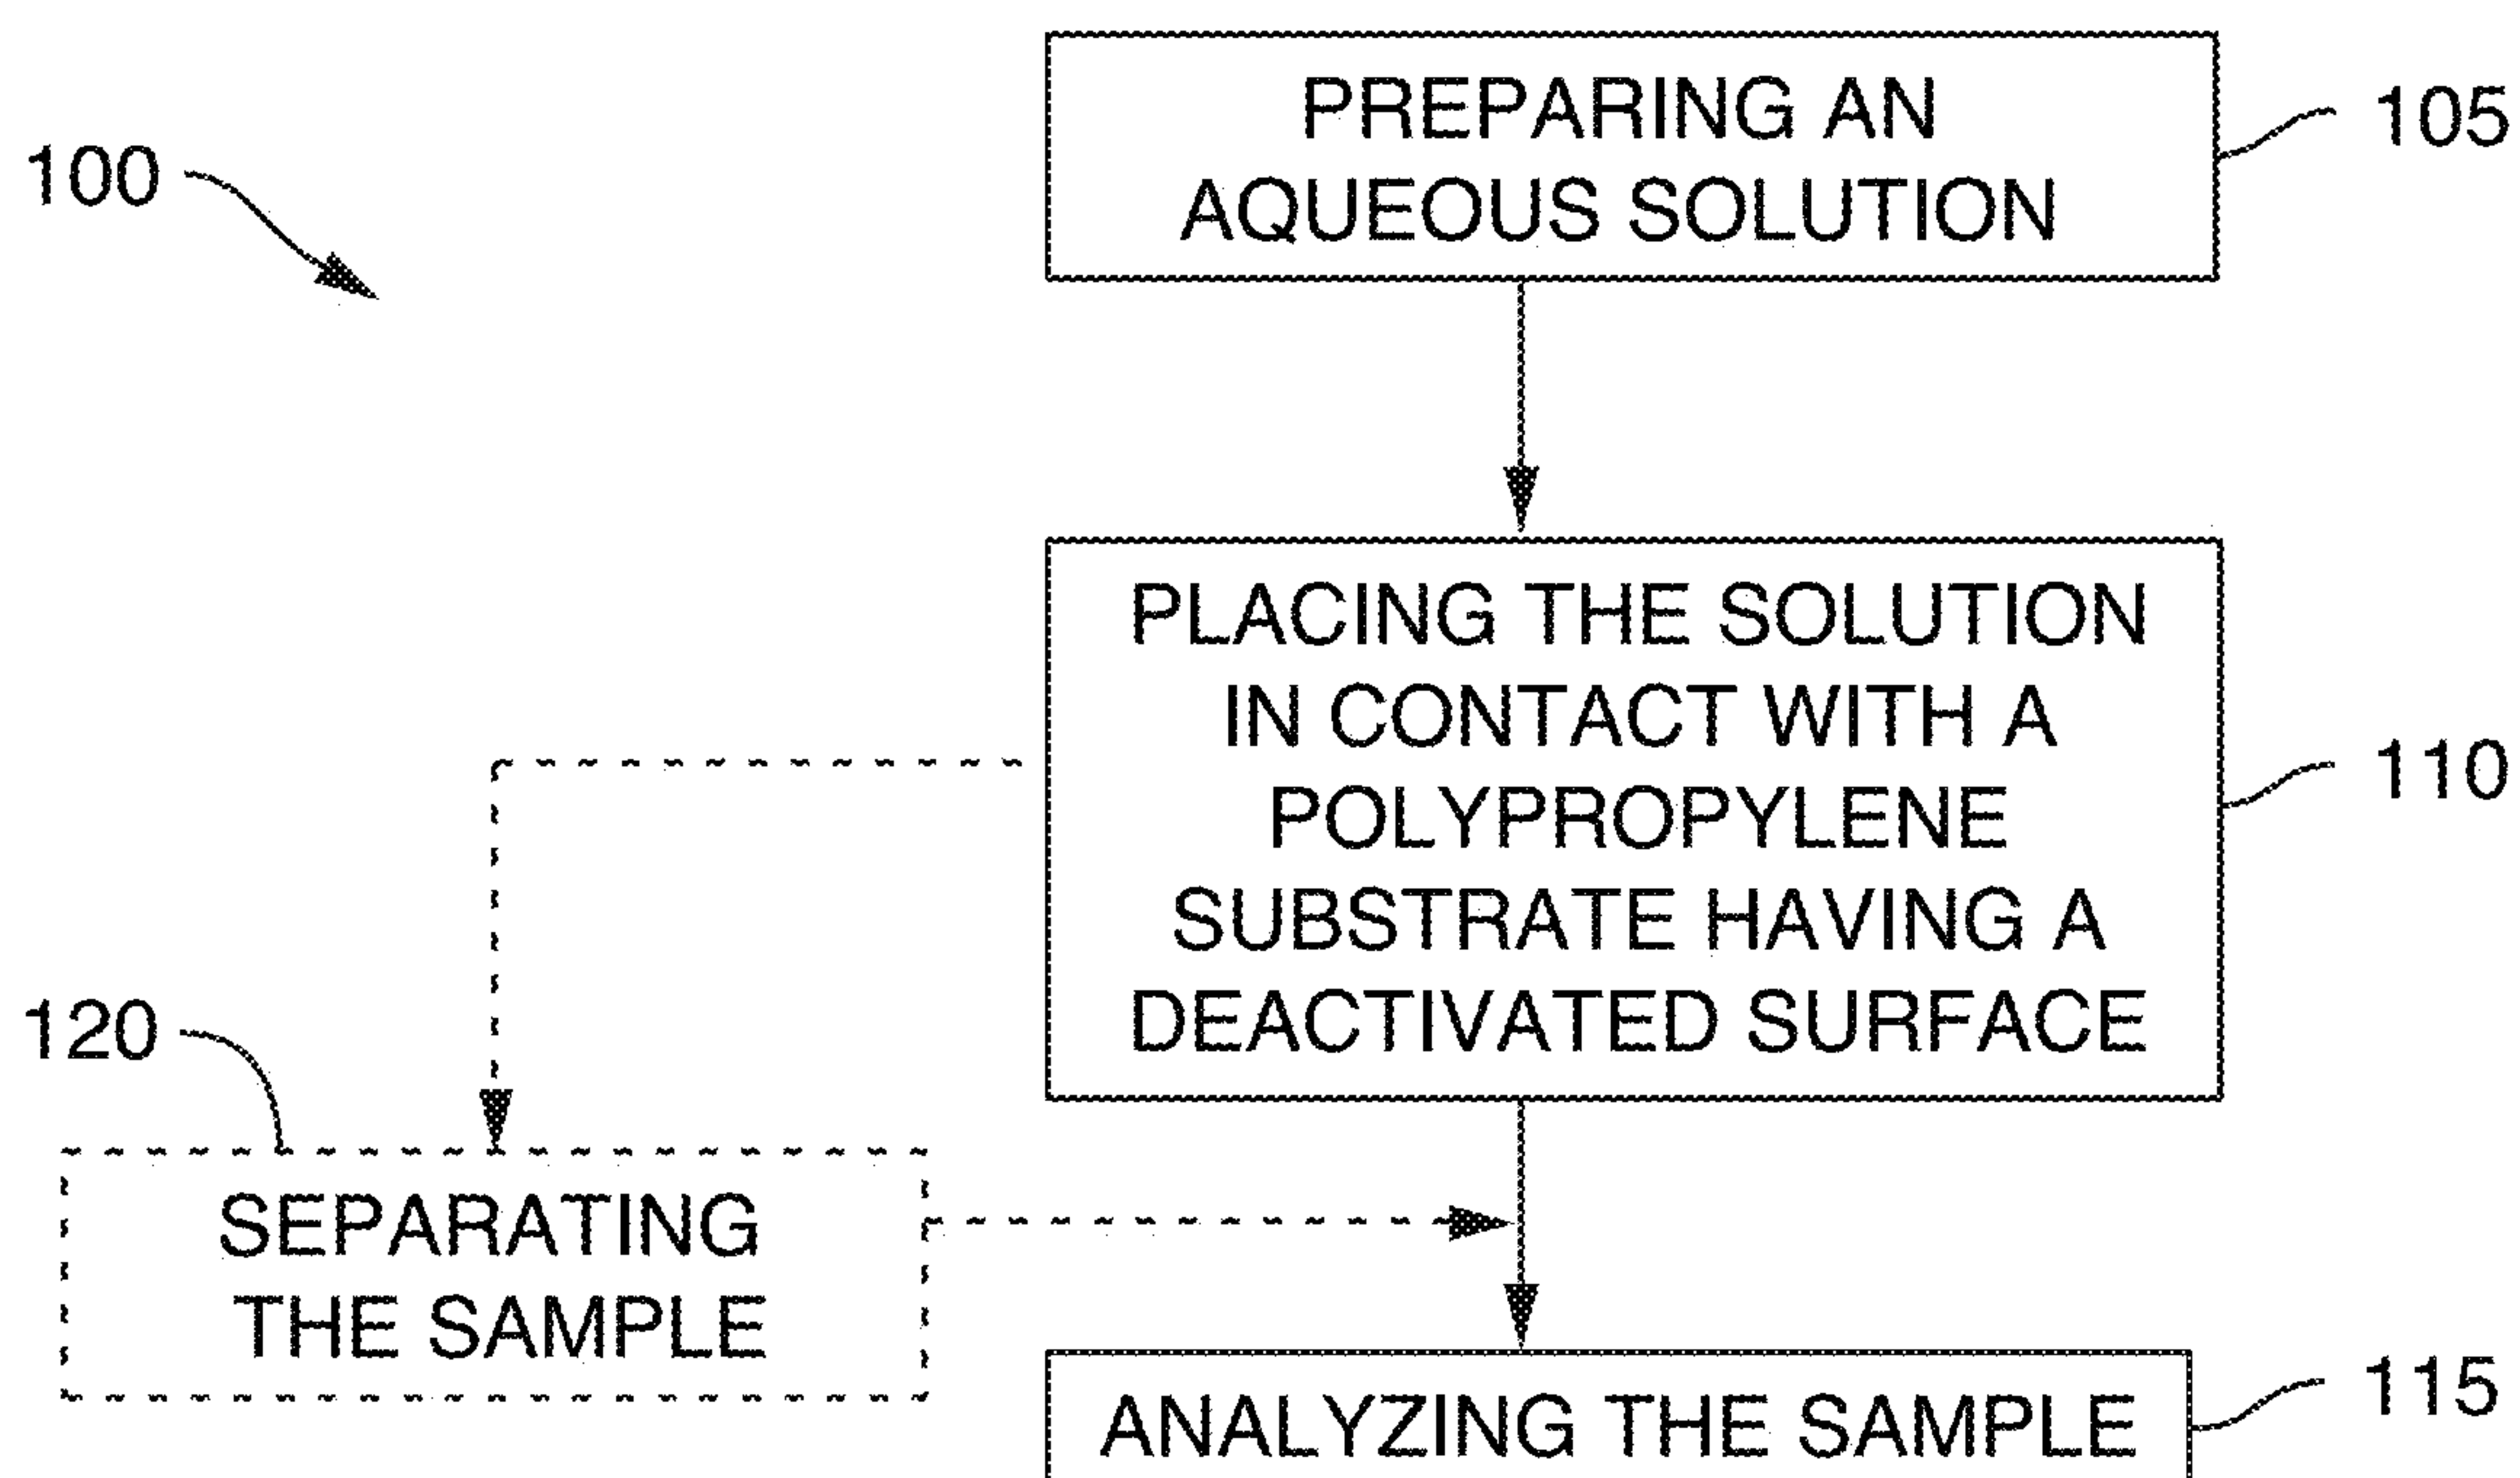 100
PREPARING AN
AQUEOUS SOLUTION
105
PLACING THE SOLUTION
IN CONTACT WITH A
POLYPROPYLENE
SUBSTRATE HAVING A
DEACTIVATED SURFACE
110
120
SEPARATING
THE SAMPLE
ANALYZING THE SAMPLE
115